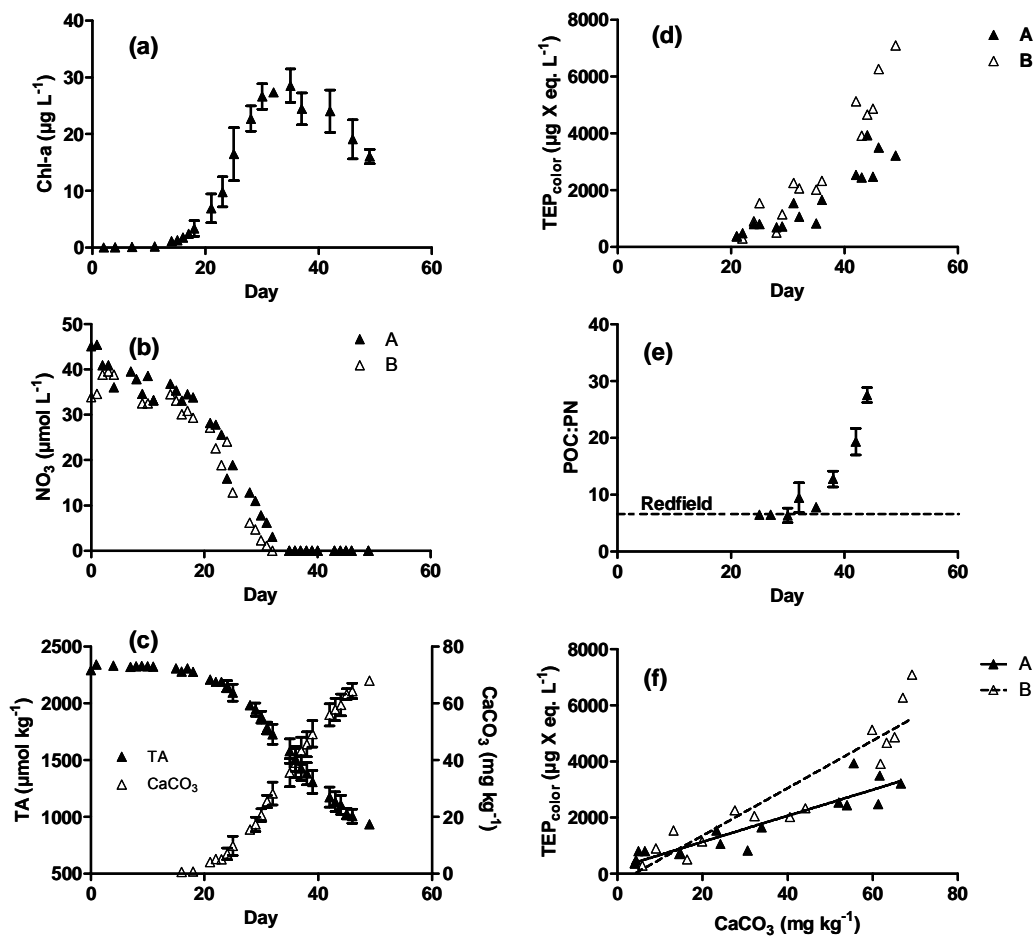 (a)
Chl-a (µg L⁻¹)
40
30
20
10
0
0 20 40 60
Day
(b)
A
B
NO₃ (µmol L⁻¹)
50
40
30
20
10
0
0 20 40 60
Day
(c)
TA (µmol kg⁻¹)
2500
2000
1500
1000
500
TA
CaCO₃
80
60
40
20
0
CaCO₃ (mg kg⁻¹)
0 20 40 60
Day
(d)
A
B
TEPcolor (µg X eq. L⁻¹)
8000
6000
4000
2000
0
0 20 40 60
Day
(e)
POC:PN
40
30
20
10
0
Redfield
0 20 40 60
Day
(f)
A
B
TEPcolor (µg X eq. L⁻¹)
8000
6000
4000
2000
0
0 20 40 60 80
CaCO₃ (mg kg⁻¹)